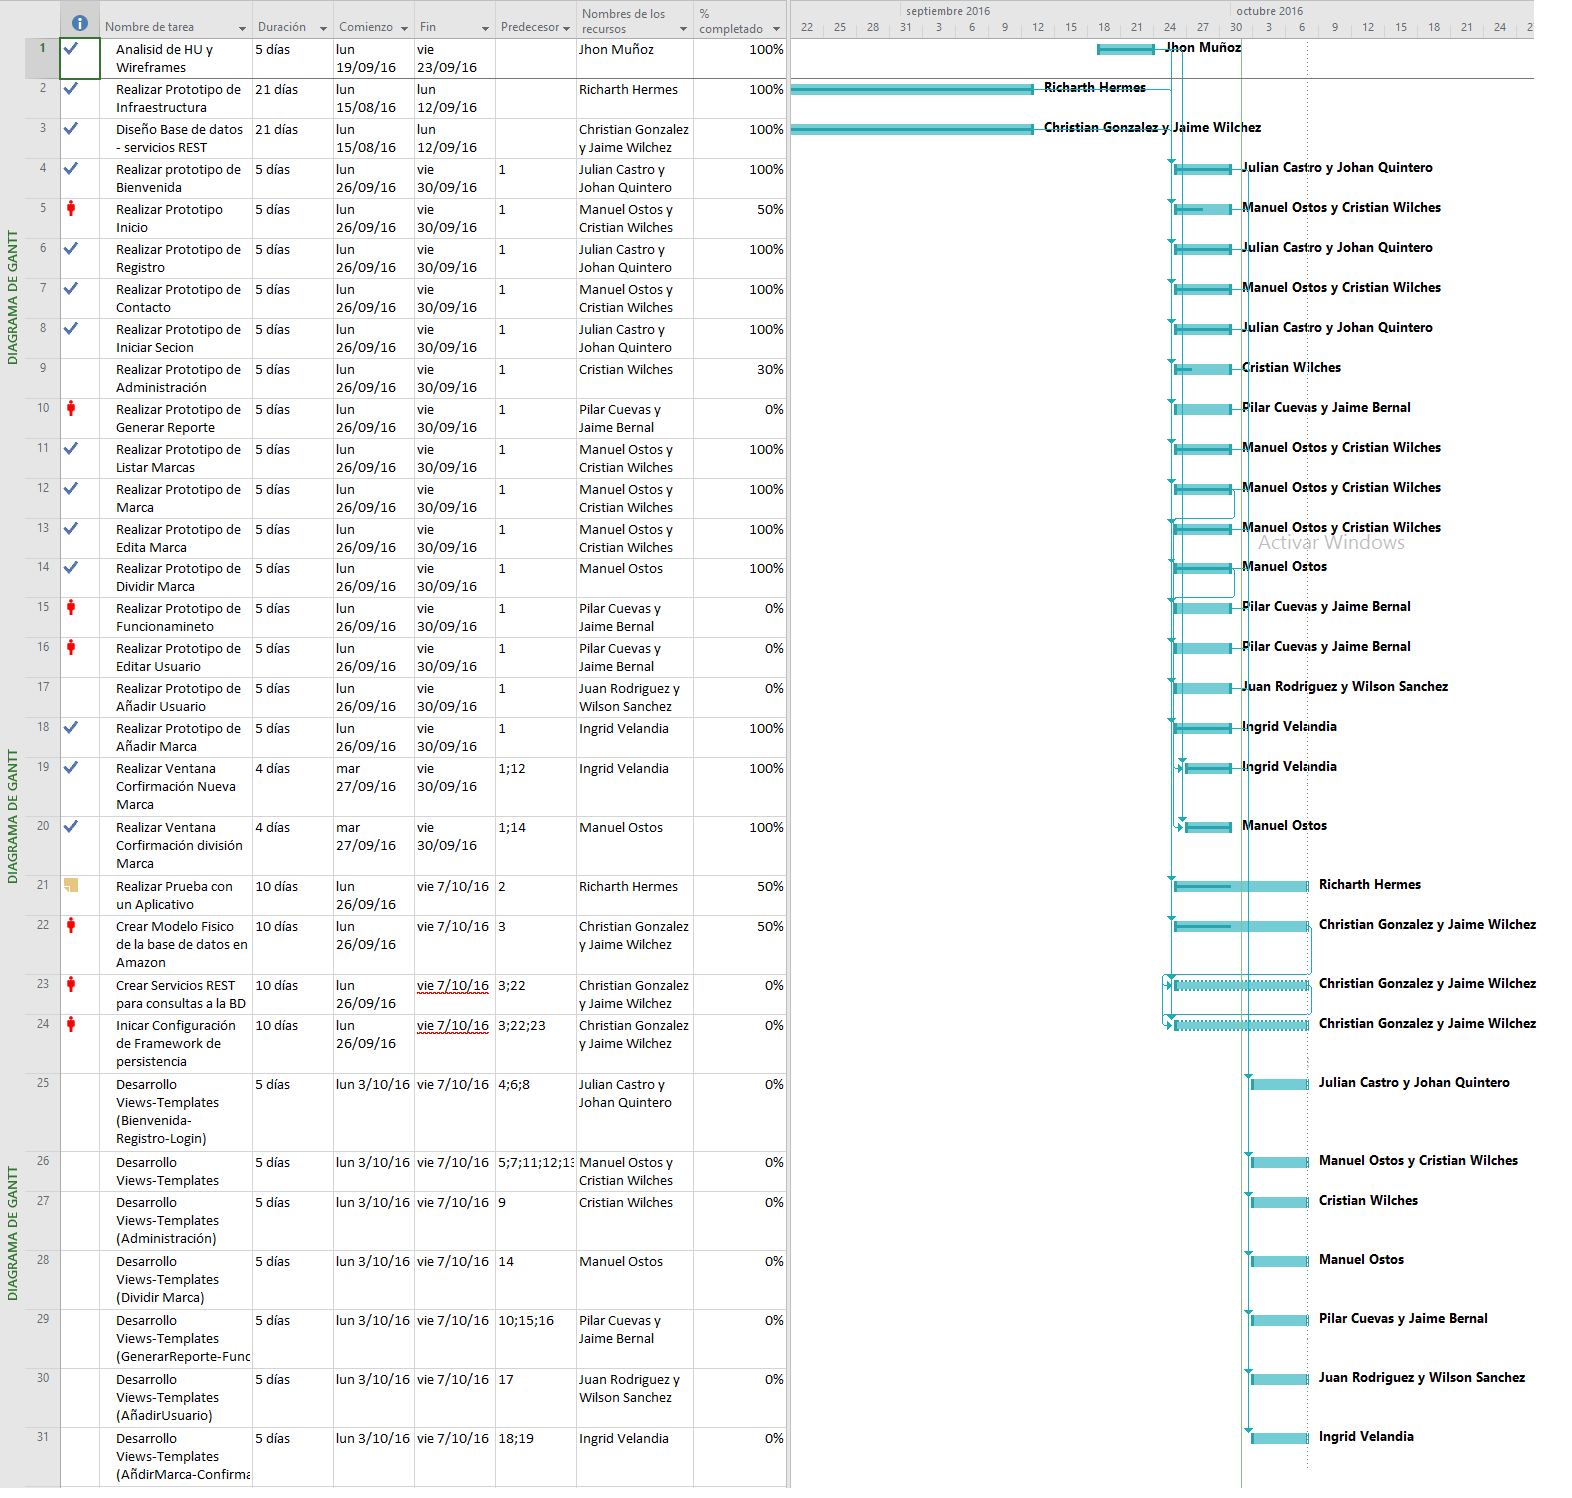 Nombres de los septiembre 2016 octubre 2016
Nombre de tarea Duración Comienzo Fin Predecesor recursos % completado 22 25 28 31 3 6 9 12 15 18 21 24 27 30 3 6 9 12 15 18 21 24 2
1 Analisid de HU y Wireframes 5 días lun 19/09/16 vie 23/09/16 Jhon Muñoz 100% Jhon Muñoz
2 Realizar Prototipo de Infraestructura 21 días lun 15/08/16 lun 12/09/16 Richarth Hermes 100% Richarth Hermes
3 Diseño Base de datos - servicios REST 21 días lun 15/08/16 lun 12/09/16 Christian Gonzalez y Jaime Wilchez 100% Christian Gonzalez y Jaime Wilchez
4 Realizar prototipo de Bienvenida 5 días lun 26/09/16 vie 30/09/16 1 Julian Castro y Johan Quintero 100% Julian Castro y Johan Quintero
5 Realizar Prototipo Inicio 5 días lun 26/09/16 vie 30/09/16 1 Manuel Ostos y Cristian Wilches 50% Manuel Ostos y Cristian Wilches
6 Realizar Prototipo de Registro 5 días lun 26/09/16 vie 30/09/16 1 Julian Castro y Johan Quintero 100% Julian Castro y Johan Quintero
7 Realizar Prototipo de Contacto 5 días lun 26/09/16 vie 30/09/16 1 Manuel Ostos y Cristian Wilches 100% Manuel Ostos y Cristian Wilches
8 Realizar Prototipo de Iniciar Secion 5 días lun 26/09/16 vie 30/09/16 1 Julian Castro y Johan Quintero 100% Julian Castro y Johan Quintero
9 Realizar Prototipo de Administración 5 días lun 26/09/16 vie 30/09/16 1 Cristian Wilches 30% Cristian Wilches
10 Realizar Prototipo de Generar Reporte 5 días lun 26/09/16 vie 30/09/16 1 Pilar Cuevas y Jaime Bernal 0% Pilar Cuevas y Jaime Bernal
11 Realizar Prototipo de Listar Marcas 5 días lun 26/09/16 vie 30/09/16 1 Manuel Ostos y Cristian Wilches 100% Manuel Ostos y Cristian Wilches
12 Realizar Prototipo de Marca 5 días lun 26/09/16 vie 30/09/16 1 Manuel Ostos y Cristian Wilches 100% Manuel Ostos y Cristian Wilches
13 Realizar Prototipo de Edita Marca 5 días lun 26/09/16 vie 30/09/16 1 Manuel Ostos y Cristian Wilches 100% Manuel Ostos y Cristian Wilches
Activar Windows
14 Realizar Prototipo de Dividir Marca 5 días lun 26/09/16 vie 30/09/16 1 Manuel Ostos 100% Manuel Ostos
15 Realizar Prototipo de Funcionamineto 5 días lun 26/09/16 vie 30/09/16 1 Pilar Cuevas y Jaime Bernal 0% Pilar Cuevas y Jaime Bernal
16 Realizar Prototipo de Editar Usuario 5 días lun 26/09/16 vie 30/09/16 1 Pilar Cuevas y Jaime Bernal 0% Pilar Cuevas y Jaime Bernal
17 Realizar Prototipo de Añadir Usuario 5 días lun 26/09/16 vie 30/09/16 1 Juan Rodriguez y Wilson Sanchez 0% Juan Rodriguez y Wilson Sanchez
18 Realizar Prototipo de Añadir Marca 5 días lun 26/09/16 vie 30/09/16 1 Ingrid Velandia 100% Ingrid Velandia
19 Realizar Ventana Corfirmación Nueva Marca 4 días mar 27/09/16 vie 30/09/16 1;12 Ingrid Velandia 100% Ingrid Velandia
20 Realizar Ventana Corfirmación división Marca 4 días mar 27/09/16 vie 30/09/16 1;14 Manuel Ostos 100% Manuel Ostos
21 Realizar Prueba con un Aplicativo 10 días lun 26/09/16 vie 7/10/16 2 Richarth Hermes 50% Richarth Hermes
22 Crear Modelo Fisico de la base de datos en Amazon 10 días lun 26/09/16 vie 7/10/16 3 Christian Gonzalez y Jaime Wilchez 50% Christian Gonzalez y Jaime Wilchez
23 Crear Servicios REST para consultas a la BD 10 días lun 26/09/16 vie 7/10/16 3;22 Christian Gonzalez y Jaime Wilchez 0% Christian Gonzalez y Jaime Wilchez
24 Inicar Configuración de Framework de persistencia 10 días lun 26/09/16 vie 7/10/16 3;22;23 Christian Gonzalez y Jaime Wilchez 0% Christian Gonzalez y Jaime Wilchez
25 Desarrollo Views-Templates (Bienvenida-Registro-Login) 5 días lun 3/10/16 vie 7/10/16 4;6;8 Julian Castro y Johan Quintero 0% Julian Castro y Johan Quintero
26 Desarrollo Views-Templates 5 días lun 3/10/16 vie 7/10/16 5;7;11;12;13 Manuel Ostos y Cristian Wilches 0% Manuel Ostos y Cristian Wilches
27 Desarrollo Views-Templates (Administración) 5 días lun 3/10/16 vie 7/10/16 9 Cristian Wilches 0% Cristian Wilches
28 Desarrollo Views-Templates (Dividir Marca) 5 días lun 3/10/16 vie 7/10/16 14 Manuel Ostos 0% Manuel Ostos
29 Desarrollo Views-Templates (GenerarReporte-Func 5 días lun 3/10/16 vie 7/10/16 10;15;16 Pilar Cuevas y Jaime Bernal 0% Pilar Cuevas y Jaime Bernal
30 Desarrollo Views-Templates (AñadirUsuario) 5 días lun 3/10/16 vie 7/10/16 17 Juan Rodriguez y Wilson Sanchez 0% Juan Rodriguez y Wilson Sanchez
31 Desarrollo Views-Templates (AñdirMarca-Confirma 5 días lun 3/10/16 vie 7/10/16 18;19 Ingrid Velandia 0% Ingrid Velandia
DIAGRAMA DE GANTT
DIAGRAMA DE GANTT
DIAGRAMA DE GANTT